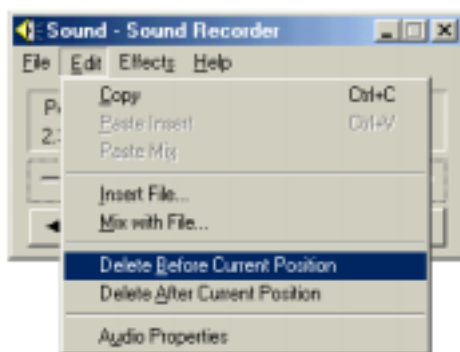 Sound - Sound Recorder
File Edit Effects Help
Copy Ctrl+C
Paste Insert Ctrl+V
Paste Mix
Insert File...
Mix with File...
Delete Before Current Position
Delete After Current Position
Audio Properties